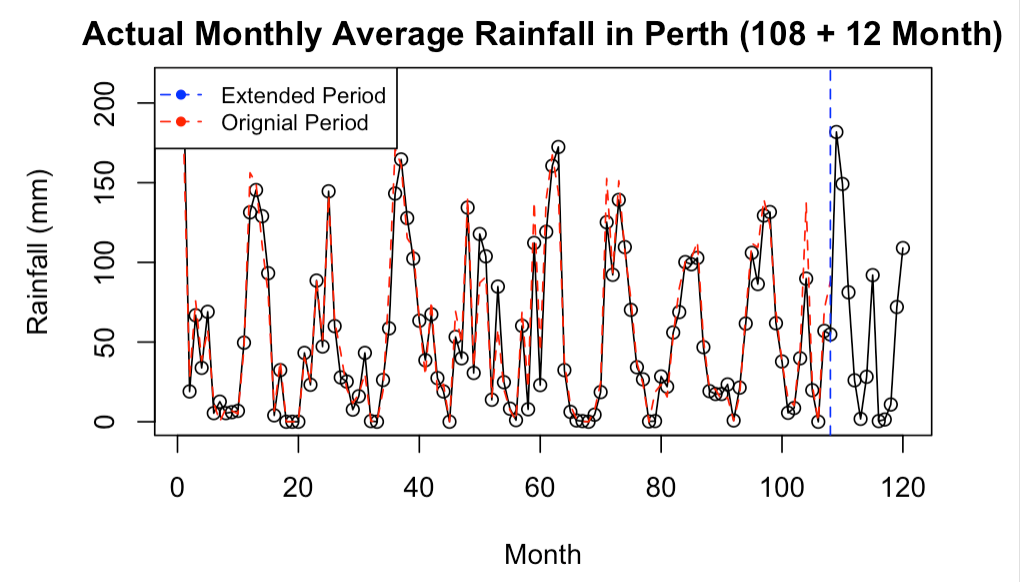 Actual Monthly Average Rainfall in Perth (108 + 12 Month)
Extended Period
Orignial Period
Rainfall (mm)
200
150
100
50
0
0 20 40 60 80 100 120
Month